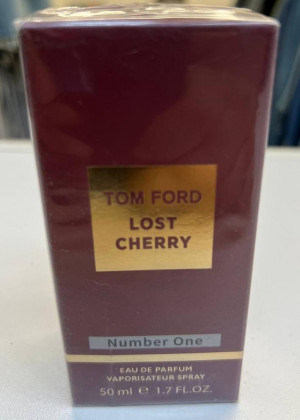 TOM FORD
LOST
CHERRY
Number One
EAU DE PARFUM
VAPORISATEUR SPRAY
50 ml ℮ 1.7 FL.OZ.